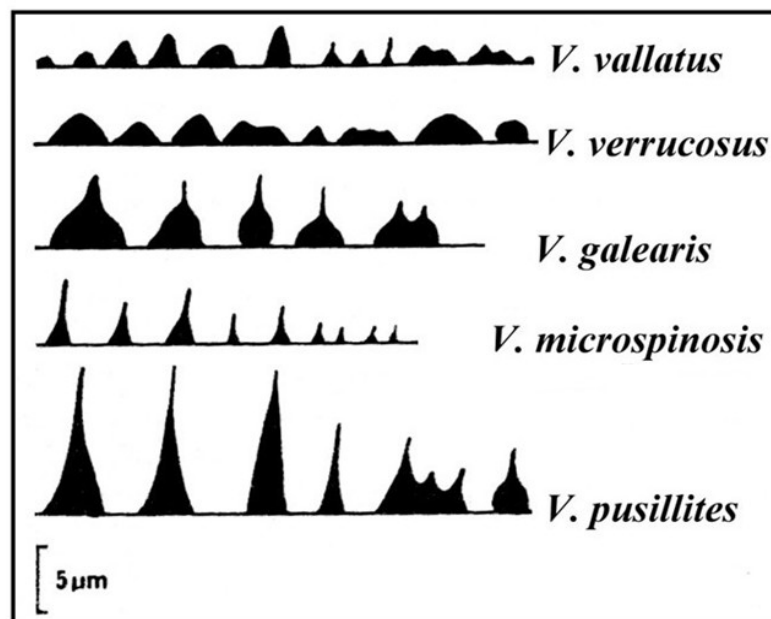 V. vallatus
V. verrucosus
V. galearis
V. microspinosis
V. pusillites
5µm